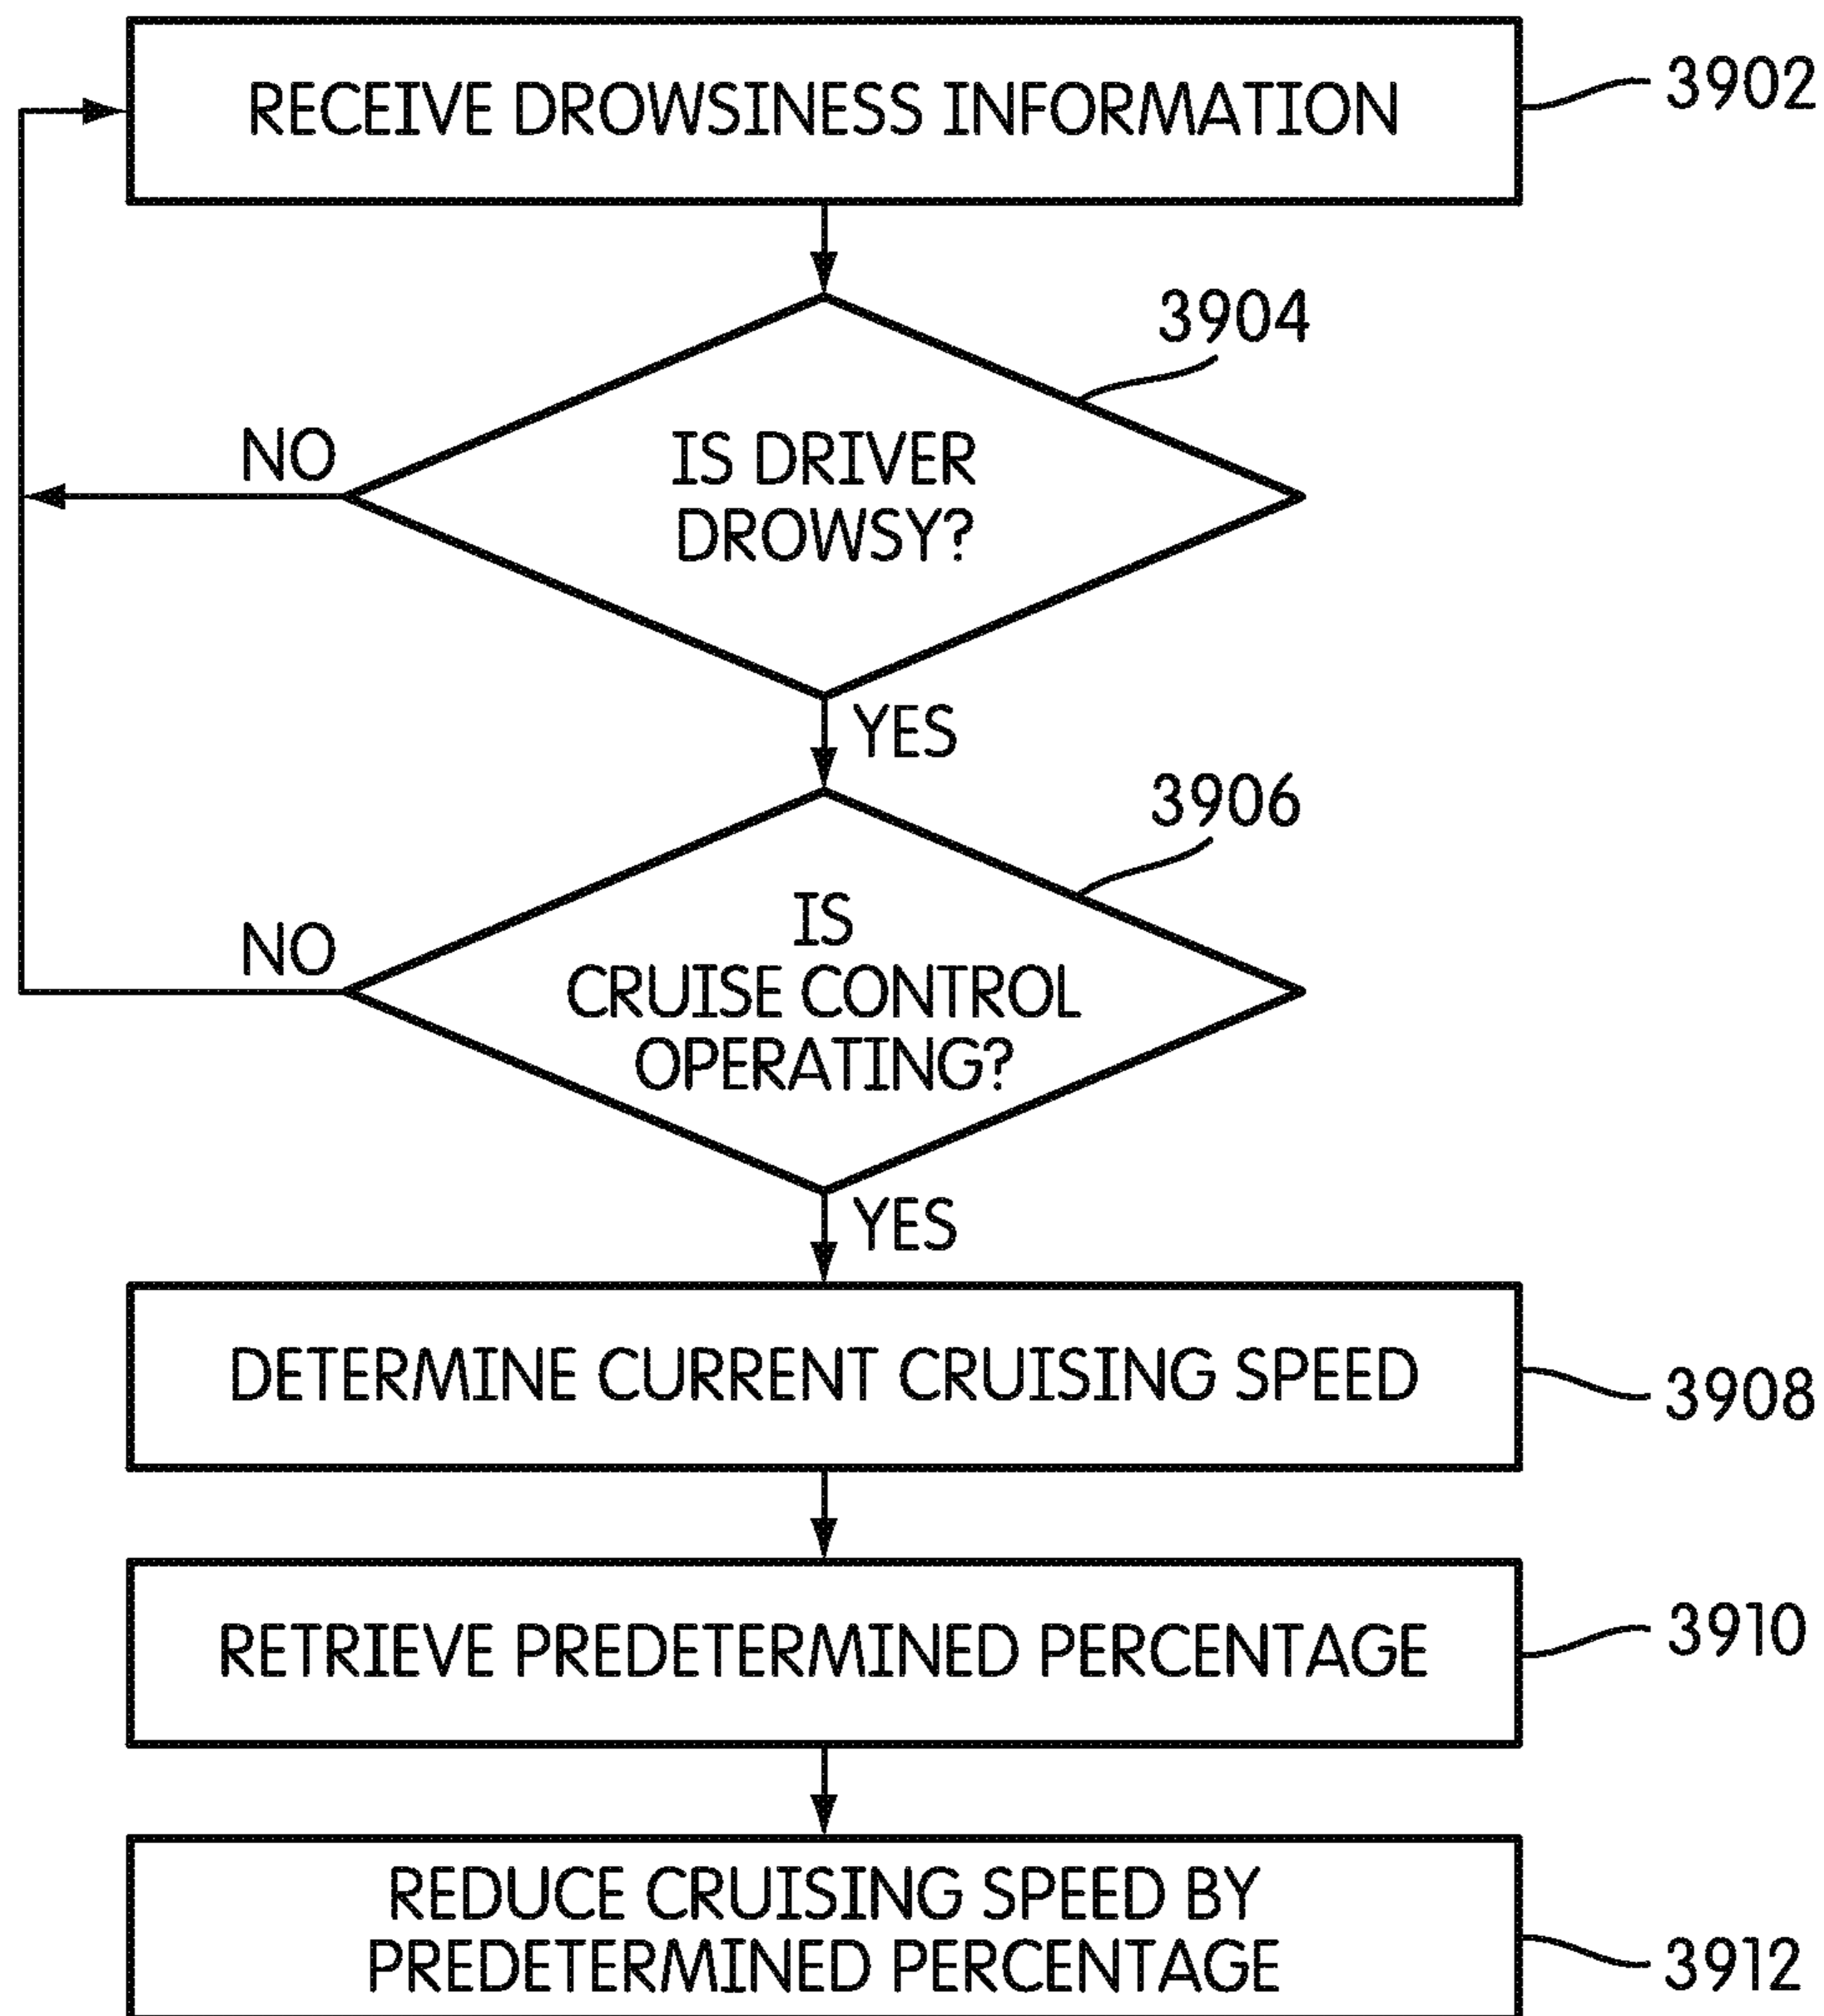 RECEIVE DROWSINESS INFORMATION
3902
3904
IS DRIVER
DROWSY?
NO
YES
3906
IS
CRUISE CONTROL
OPERATING?
NO
YES
DETERMINE CURRENT CRUISING SPEED
3908
RETRIEVE PREDETERMINED PERCENTAGE
3910
REDUCE CRUISING SPEED BY
PREDETERMINED PERCENTAGE
3912